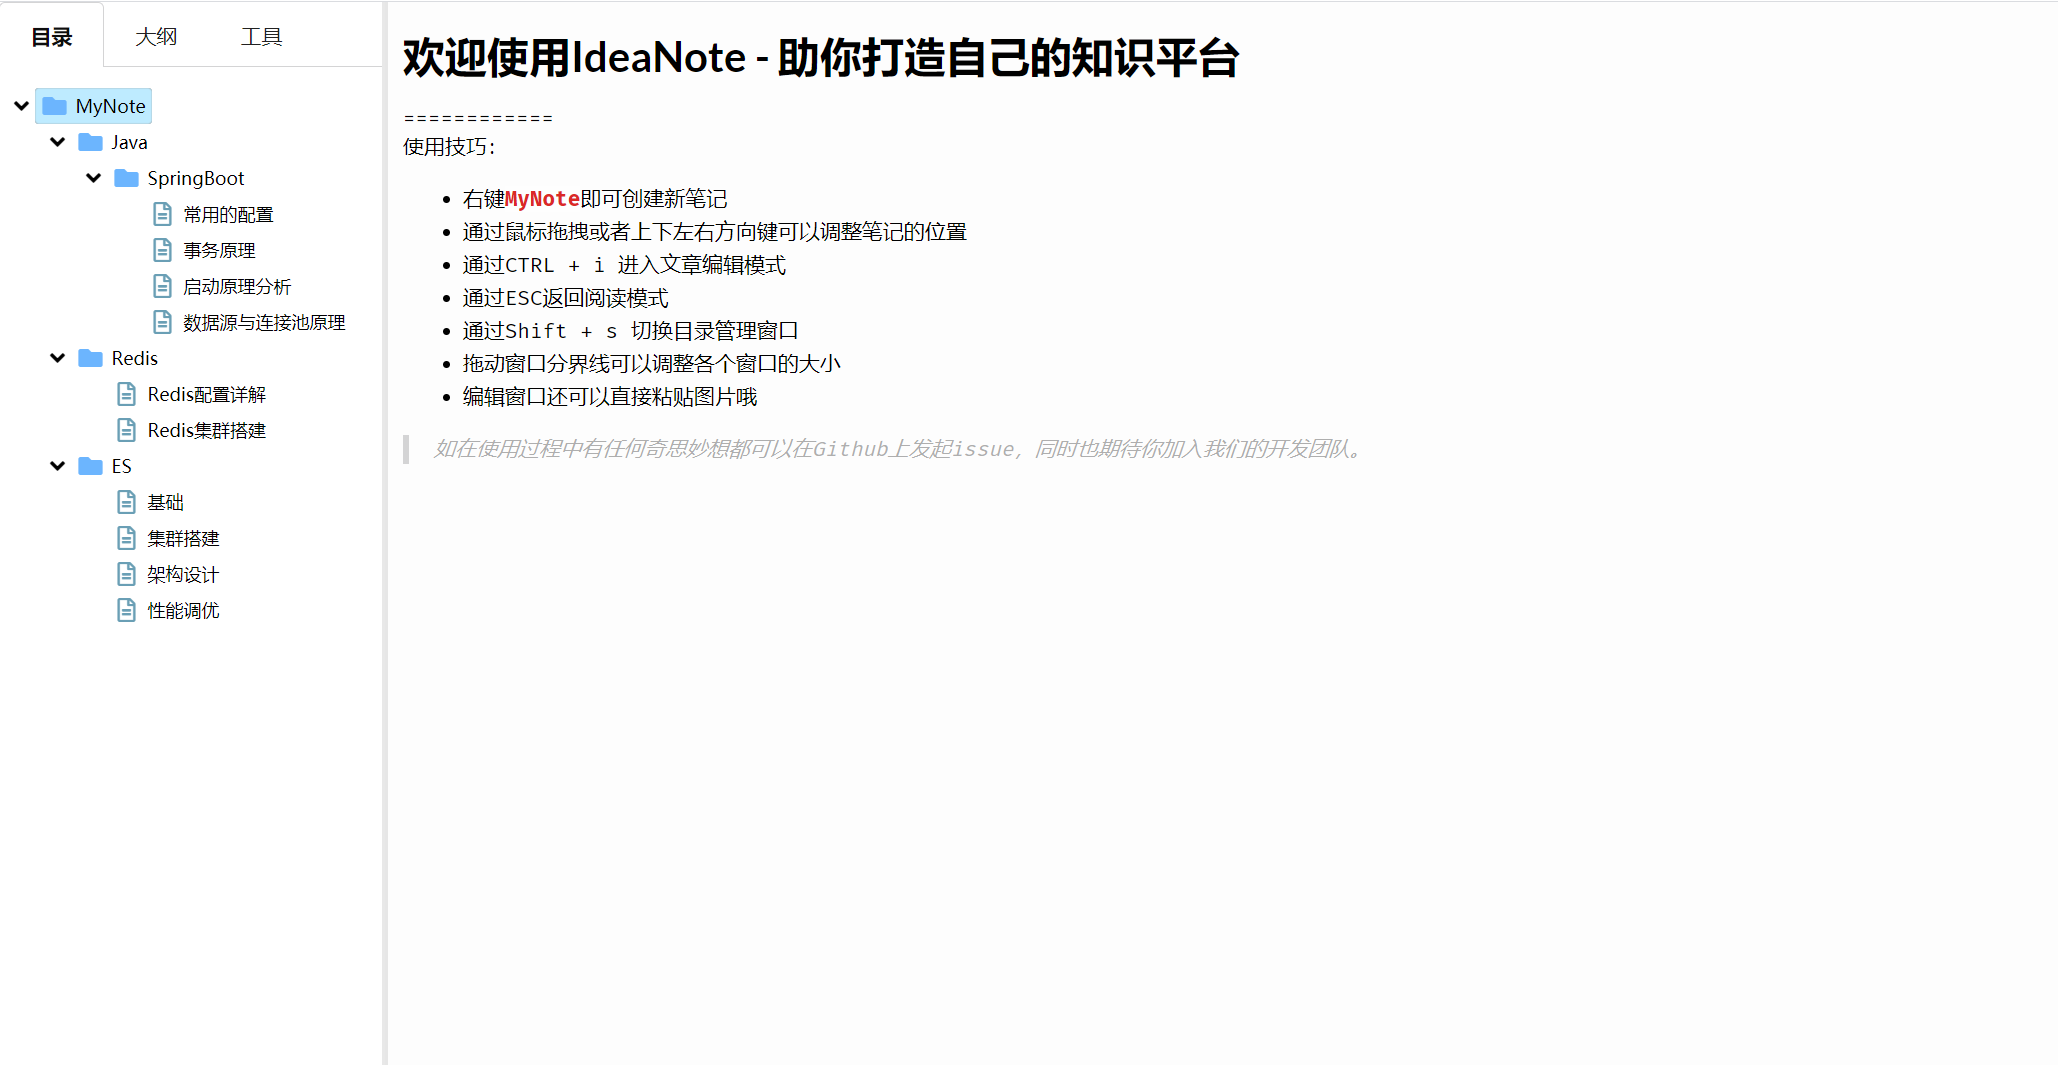 目录
大纲
工具
MyNote
Java
SpringBoot
常用的配置
事务原理
启动原理分析
数据源与连接池原理
Redis
Redis配置详解
Redis集群搭建
ES
基础
集群搭建
架构设计
性能调优
欢迎使用IdeaNote - 助你打造自己的知识平台
============
使用技巧:
右键MyNote即可创建新笔记
通过鼠标拖拽或者上下左右方向键可以调整笔记的位置
通过CTRL + i 进入文章编辑模式
通过ESC返回阅读模式
通过Shift + s 切换目录管理窗口
拖动窗口分界线可以调整各个窗口的大小
编辑窗口还可以直接粘贴图片哦
如在使用过程中有任何奇思妙想都可以在Github上发起issue, 同时也期待你加入我们的开发团队。